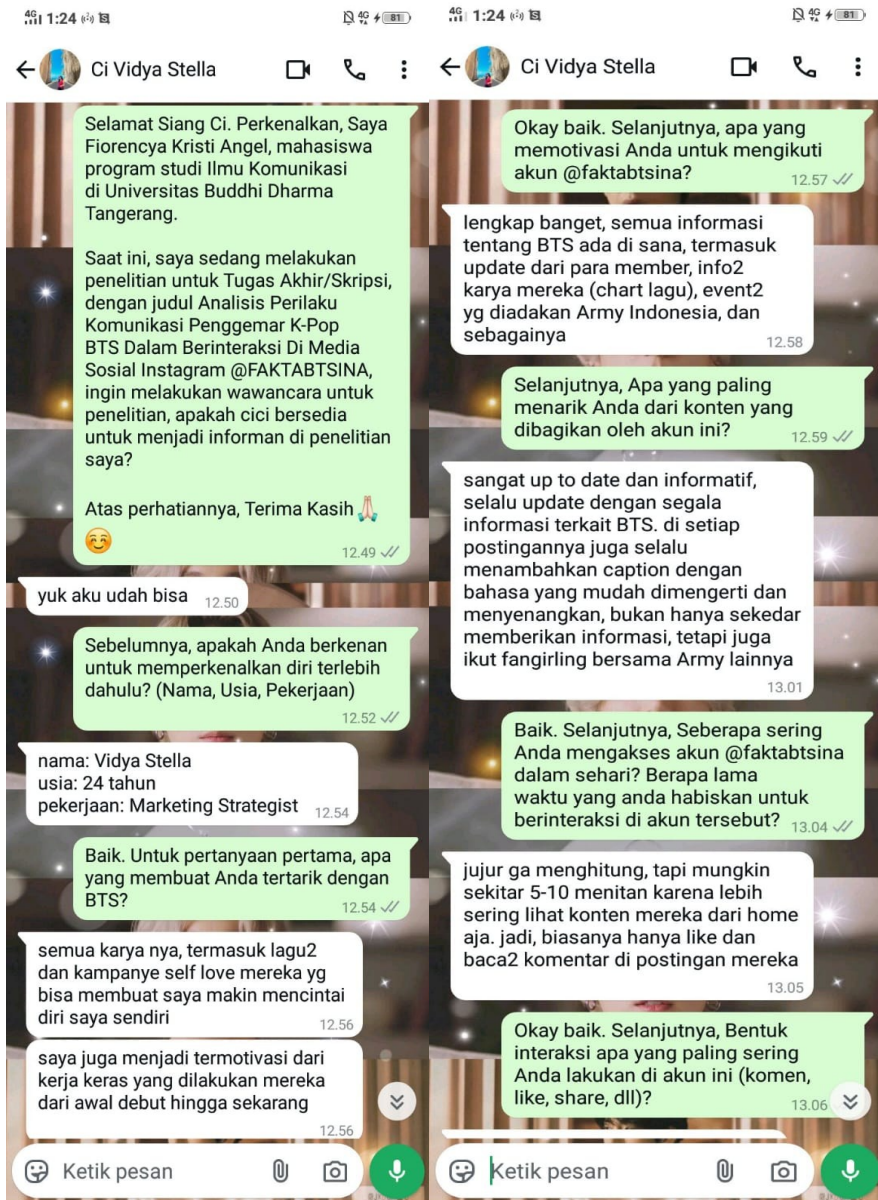 4G 1:24
4G 81
Ci Vidya Stella
Selamat Siang Ci. Perkenalkan, Saya
Fiorencya Kristi Angel, mahasiswa
program studi Ilmu Komunikasi
di Universitas Buddhi Dharma
Tangerang.
Saat ini, saya sedang melakukan
penelitian untuk Tugas Akhir/Skripsi,
dengan judul Analisis Perilaku
Komunikasi Penggemar K-Pop
BTS Dalam Berinteraksi Di Media
Sosial Instagram @FAKTABTSINA,
ingin melakukan wawancara untuk
penelitian, apakah cici bersedia
untuk menjadi informan di penelitian
saya?
Atas perhatiannya, Terima Kasih🙏🏻
☺️
12.49
yuk aku udah bisa
12.50
Sebelumnya, apakah Anda berkenan
untuk memperkenalkan diri terlebih
dahulu? (Nama, Usia, Pekerjaan)
12.52
nama: Vidya Stella
usia: 24 tahun
pekerjaan: Marketing Strategist
12.54
Baik. Untuk pertanyaan pertama, apa
yang membuat Anda tertarik dengan
BTS?
12.54
semua karya nya, termasuk lagu2
dan kampanye self love mereka yg
bisa membuat saya makin mencintai
diri saya sendiri
12.56
saya juga menjadi termotivasi dari
kerja keras yang dilakukan mereka
dari awal debut hingga sekarang
12.56
Ketik pesan
4G 1:24
4G 81
Ci Vidya Stella
Okay baik. Selanjutnya, apa yang
memotivasi Anda untuk mengikuti
akun @faktabtsina?
12.57
lengkap banget, semua informasi
tentang BTS ada di sana, termasuk
update dari para member, info2
karya mereka (chart lagu), event2
yg diadakan Army Indonesia, dan
sebagainya
12.58
Selanjutnya, Apa yang paling
menarik Anda dari konten yang
dibagikan oleh akun ini?
12.59
sangat up to date dan informatif,
selalu update dengan segala
informasi terkait BTS. di setiap
postingannya juga selalu
menambahkan caption dengan
bahasa yang mudah dimengerti dan
menyenangkan, bukan hanya sekedar
memberikan informasi, tetapi juga
ikut fangirling bersama Army lainnya
13.01
Baik. Selanjutnya, Seberapa sering
Anda mengakses akun @faktabtsina
dalam sehari? Berapa lama
waktu yang anda habiskan untuk
berinteraksi di akun tersebut?
13.04
jujur ga menghitung, tapi mungkin
sekitar 5-10 menitan karena lebih
sering lihat konten mereka dari home
aja. jadi, biasanya hanya like dan
baca2 komentar di postingan mereka
13.05
Okay baik. Selanjutnya, Bentuk
interaksi apa yang paling sering
Anda lakukan di akun ini (komen,
like, share, dll)?
13.06
Ketik pesan